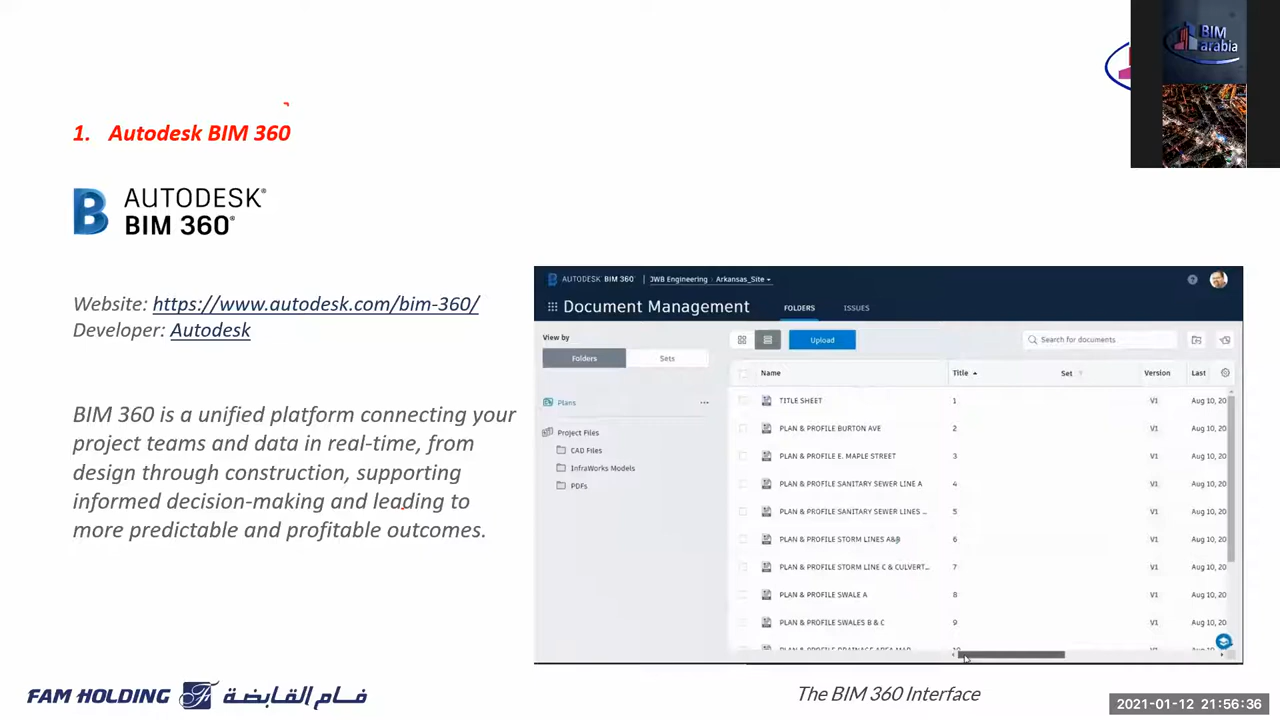 BIM
arabia
1. Autodesk BIM 360
AUTODESK®
BIM 360®
Website: https://www.autodesk.com/bim-360/
Developer: Autodesk
BIM 360 is a unified platform connecting your
project teams and data in real-time, from
design through construction, supporting
informed decision-making and leading to
more predictable and profitable outcomes.
AUTODESK® BIM 360® JWB Engineering > Arkansas_Site
Document Management FOLDERS ISSUES
View by
Folders Sets
Upload
Search for documents
Name Title Set Version Last
Plans
Project Files
CAD Files
InfraWorks Models
PDFs
TITLE SHEET 1 V1 Aug 10, 20
PLAN & PROFILE BURTON AVE 2 V1 Aug 10, 20
PLAN & PROFILE E. MAPLE STREET 3 V1 Aug 10, 20
PLAN & PROFILE SANITARY SEWER LINE A 4 V1 Aug 10, 20
PLAN & PROFILE SANITARY SEWER LINES ... 5 V1 Aug 10, 20
PLAN & PROFILE STORM LINES A&B 6 V1 Aug 10, 20
PLAN & PROFILE STORM LINE C & CULVERT... 7 V1 Aug 10, 20
PLAN & PROFILE SWALE A 8 V1 Aug 10, 20
PLAN & PROFILE SWALES B & C 9 V1 Aug 10, 20
PLAN & PROFILE DRAINAGE AREA MAP 10
FAM HOLDING فام القابضة
The BIM 360 Interface
2021-01-12 21:56:36